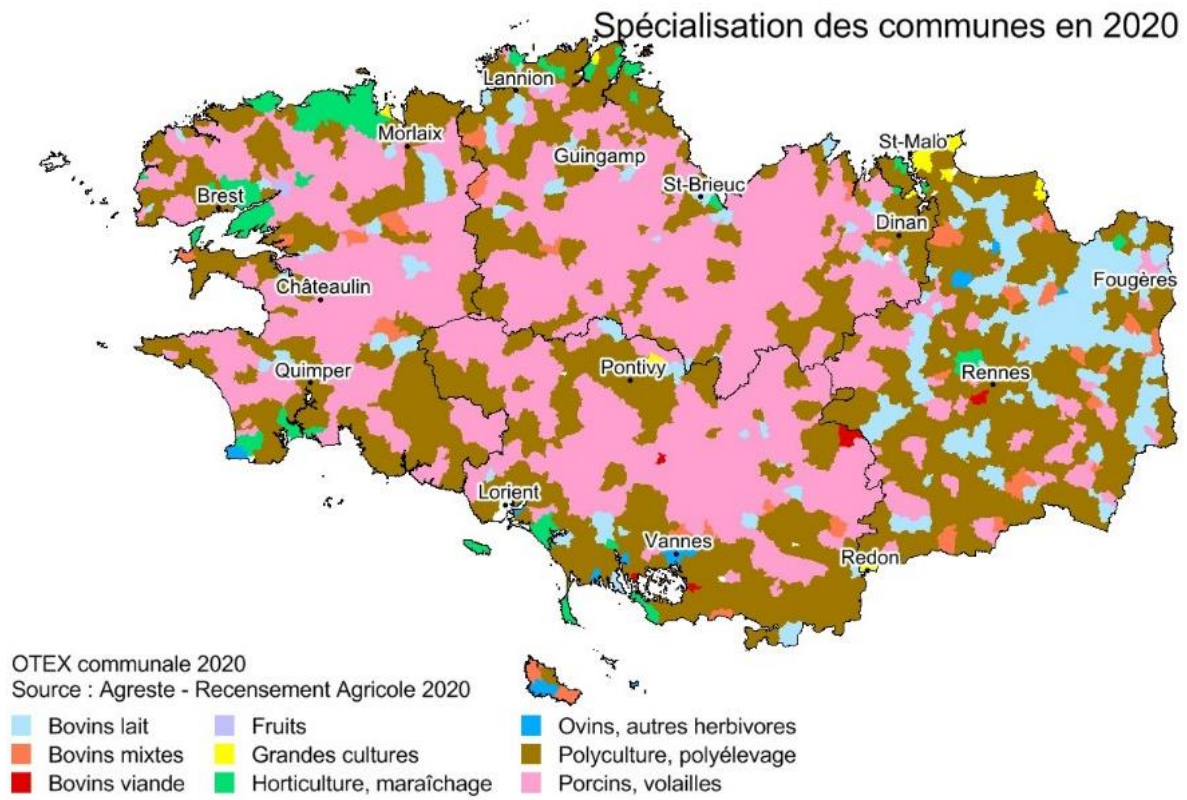 Spécialisation des communes en 2020
Lannion
Morlaix
Guingamp
St-Malo
St-Brieuc
Brest
Dinan
Fougères
Châteaulin
Quimper
Pontivy
Rennes
Lorient
Vannes
Redon
OTEX communale 2020
Source : Agreste - Recensement Agricole 2020
Bovins lait
Fruits
Ovins, autres herbivores
Bovins mixtes
Grandes cultures
Polyculture, polyélevage
Bovins viande
Horticulture, maraîchage
Porcins, volailles